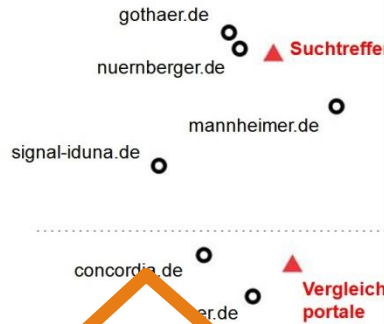 gothaer.de
Suchtreffer
nuernberger.de
mannheimer.de
signal-iduna.de
concordia.de
Vergleich
portale